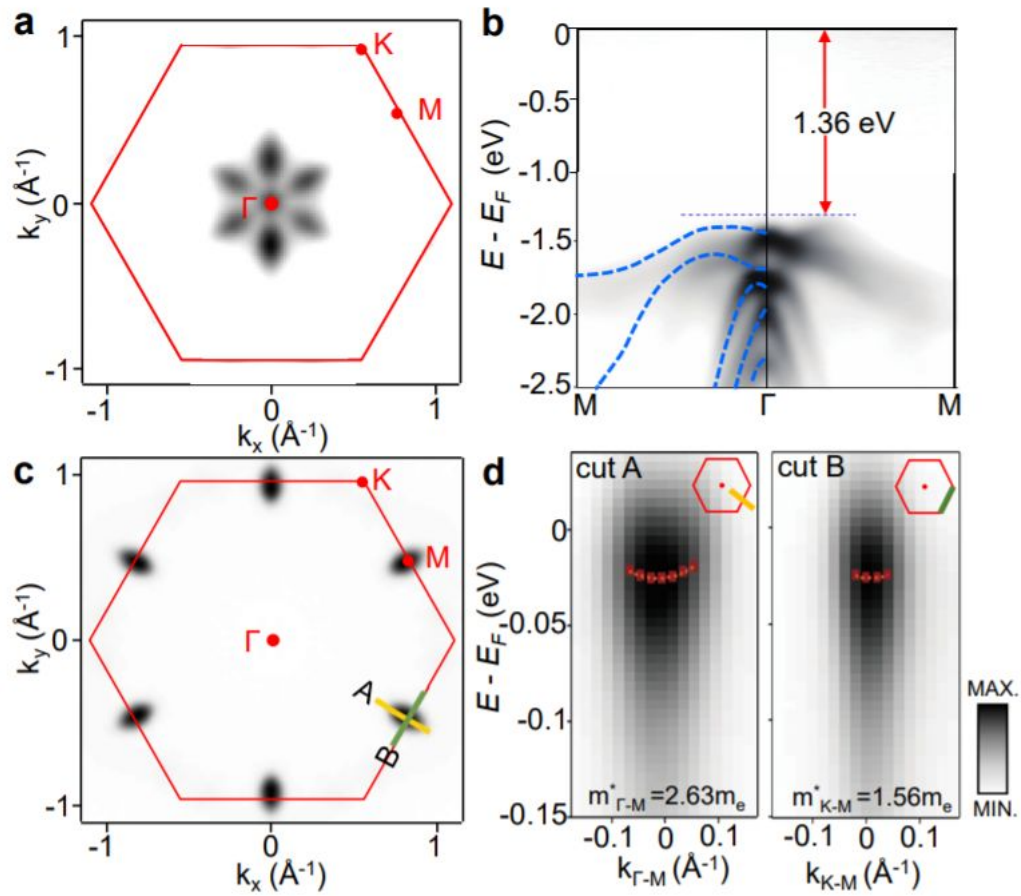 a
1
0
-1
k_y (Å⁻¹)
K
M
Γ
-1
0
1
k_x (Å⁻¹)
b
0
-0.5
-1.0
-1.5
-2.0
-2.5
E - E_F (eV)
1.36 eV
M
Γ
M
c
1
0
-1
k_y (Å⁻¹)
K
M
Γ
A
B
-1
0
1
k_x (Å⁻¹)
d
cut A
cut B
0
-0.05
-0.1
-0.15
E - E_F (eV)
m*_Γ-M=2.63m_e
m*_K-M=1.56m_e
-0.1
0
0.1
-0.1
0
0.1
k_Γ-M (Å⁻¹)
k_K-M (Å⁻¹)
MAX.
MIN.